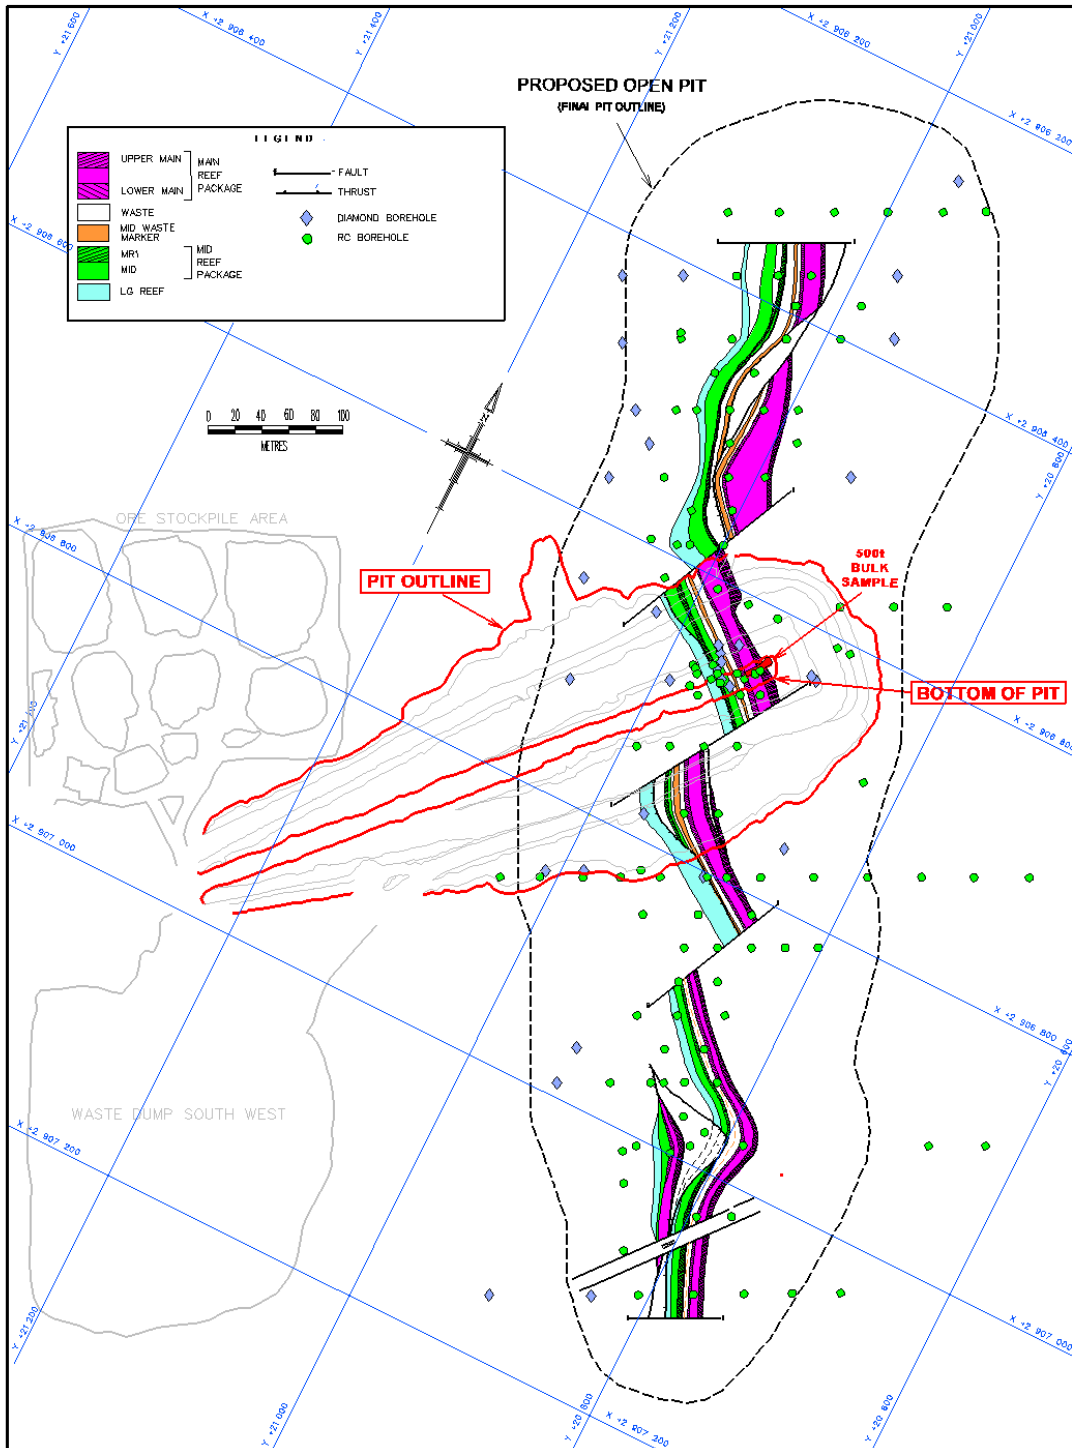 Y +21 600
X +2 906 400
Y +21 400
Y +21 200
X +2 906 200
Y +21 000
X +2 906 200
PROPOSED OPEN PIT
(FINAL PIT OUTLINE)
LEGEND
UPPER MAIN
MAIN
REEF
PACKAGE
LOWER MAIN
WASTE
MID WASTE
MARKER
MR1
MID
MID
REEF
PACKAGE
LG REEF
FAULT
THRUST
DIAMOND BOREHOLE
RC BOREHOLE
X +2 906 600
0 20 40 60 80 100
METRES
N
X +2 906 400
Y +20 800
ORE STOCKPILE AREA
X +2 906 800
PIT OUTLINE
500t
BULK
SAMPLE
BOTTOM OF PIT
X +2 906 600
X +2 907 000
X +2 906 800
Y +20 600
WASTE DUMP SOUTH WEST
X +2 907 200
Y +21 200
X +2 907 000
Y +21 000
Y +20 800
X +2 907 200
Y +20 600